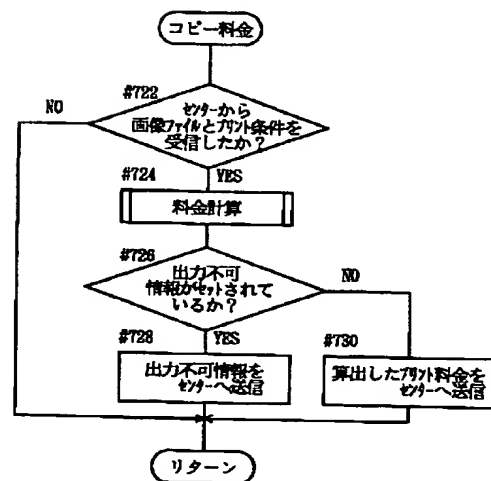 コピー料金
#722
NO
センターから
画像ファイルとプリント条件を
受信したか？
#724
YES
料金計算
#726
出力不可
情報がセットされて
いるか？
NO
#728
YES
#730
出力不可情報を
センターへ送信
算出したプリント料金を
センターへ送信
リターン